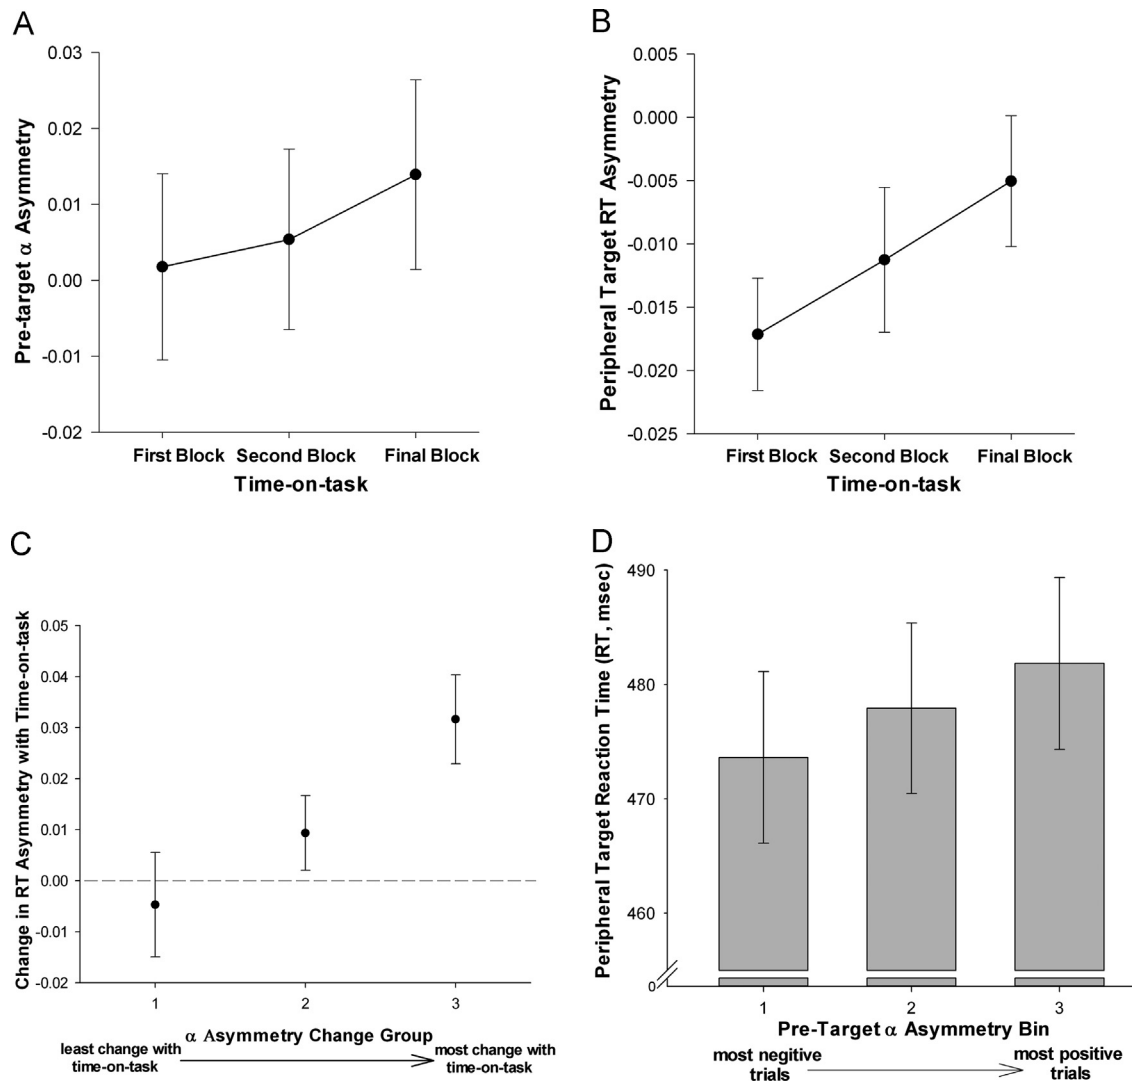 A
Pre-target α Asymmetry
0.03
0.02
0.01
0.00
-0.01
-0.02
First Block Second Block Final Block
Time-on-task
B
Peripheral Target RT Asymmetry
0.005
0.000
-0.005
-0.010
-0.015
-0.020
-0.025
First Block Second Block Final Block
Time-on-task
C
Change in RT Asymmetry with Time-on-task
0.05
0.04
0.03
0.02
0.01
0.00
-0.01
-0.02
1 2 3
α Asymmetry Change Group
least change with
time-on-task
most change with
time-on-task
D
Peripheral Target Reaction Time (RT, msec)
490
480
470
460
0
1 2 3
Pre-Target α Asymmetry Bin
most negitive
trials
most positive
trials